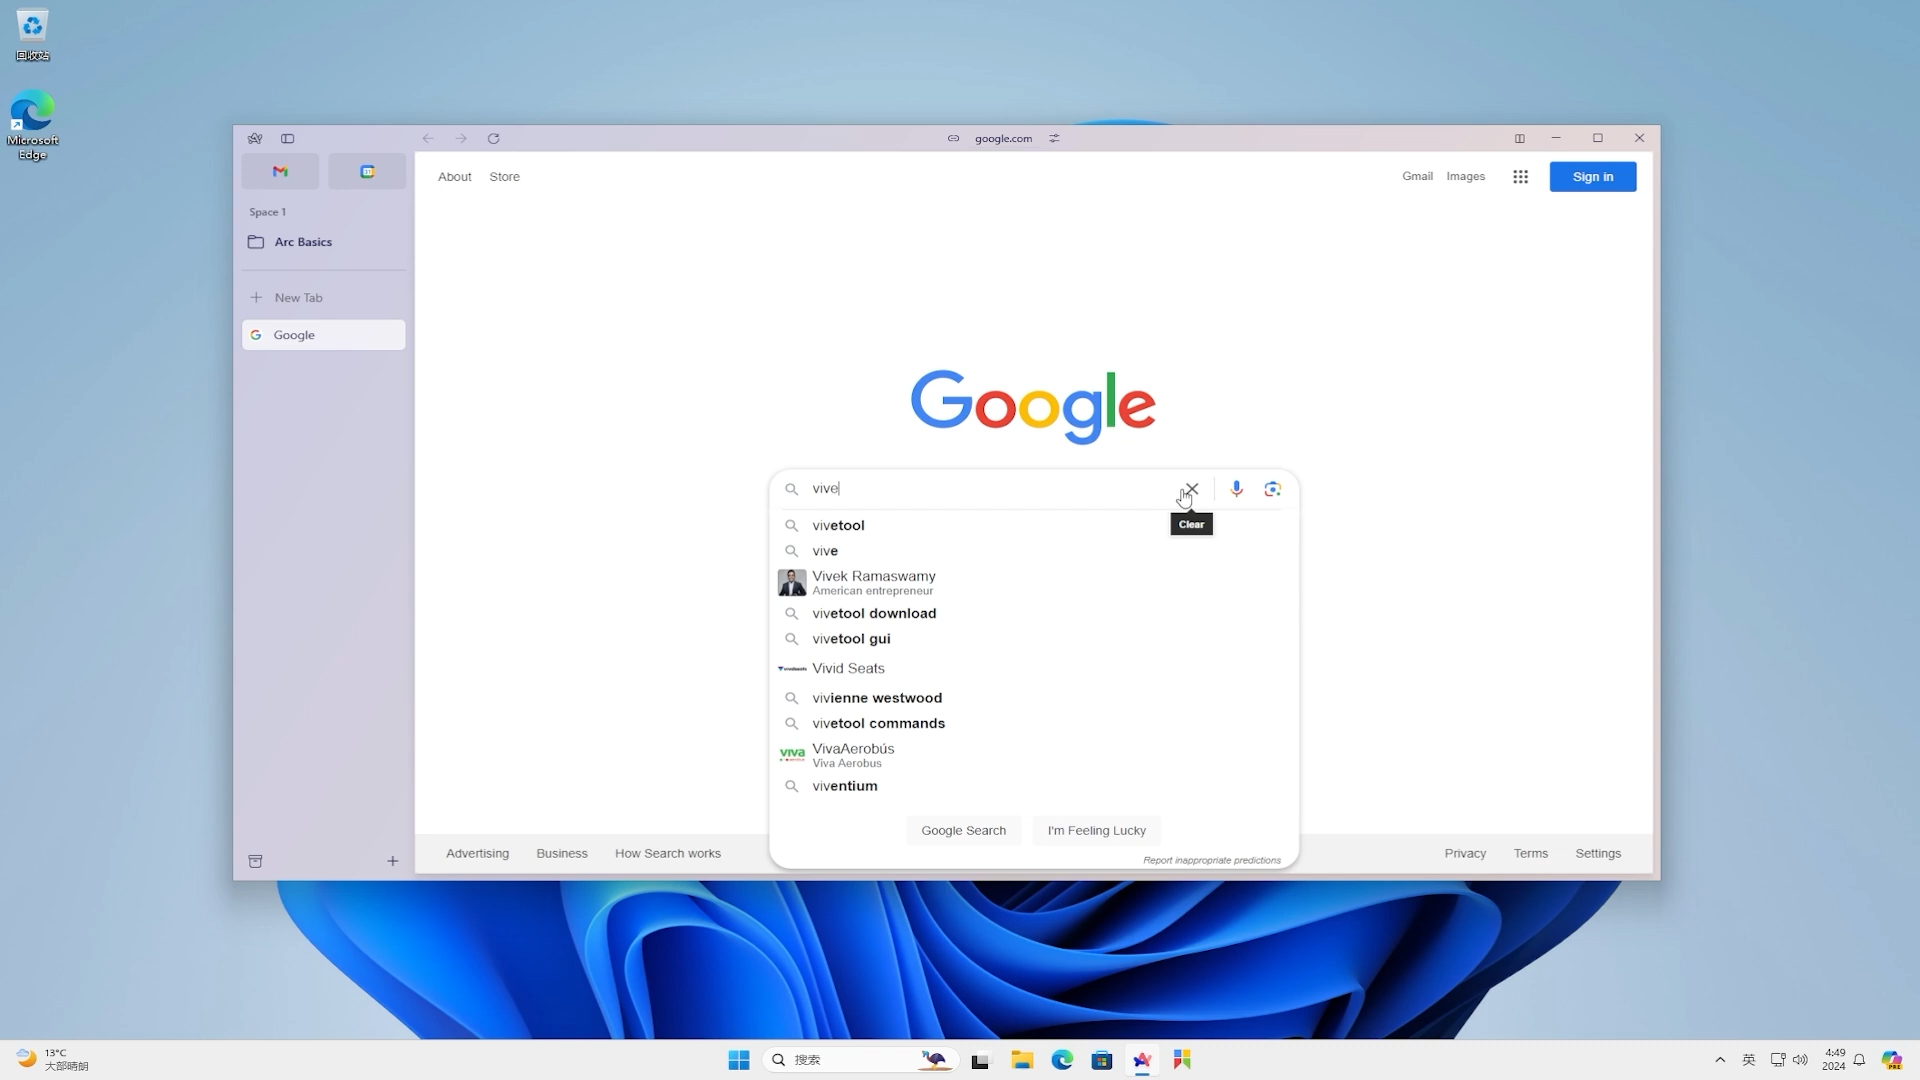 回收站
Microsoft
Edge
google.com
Space 1
Arc Basics
New Tab
Google
About
Store
Gmail
Images
Sign in
Google
vive
Clear
vivetool
vive
Vivek Ramaswamy
American entrepreneur
vivetool download
vivetool gui
Vivid Seats
vivienne westwood
vivetool commands
viva
VivaAerobús
Viva Aerobus
viventium
Google Search
I'm Feeling Lucky
Report inappropriate predictions
Advertising
Business
How Search works
Privacy
Terms
Settings
13°C
大部晴朗
搜索
英
4:49
2024
PRE